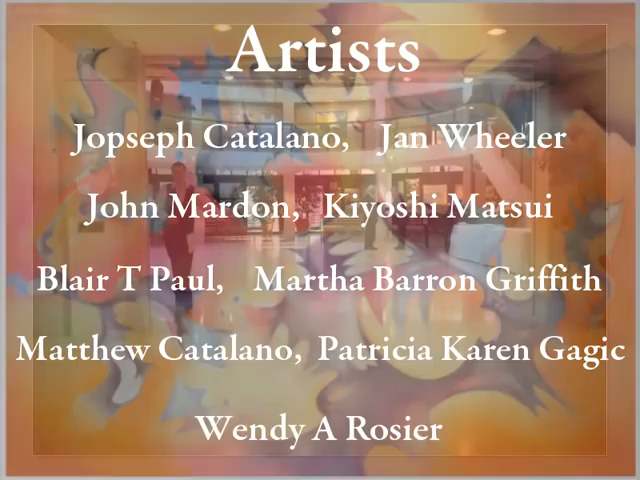 Artists
Jopseph Catalano, Jan Wheeler
John Mardon, Kiyoshi Matsui
Blair T Paul, Martha Barron Griffith
Matthew Catalano, Patricia Karen Gagic
Wendy A Rosier